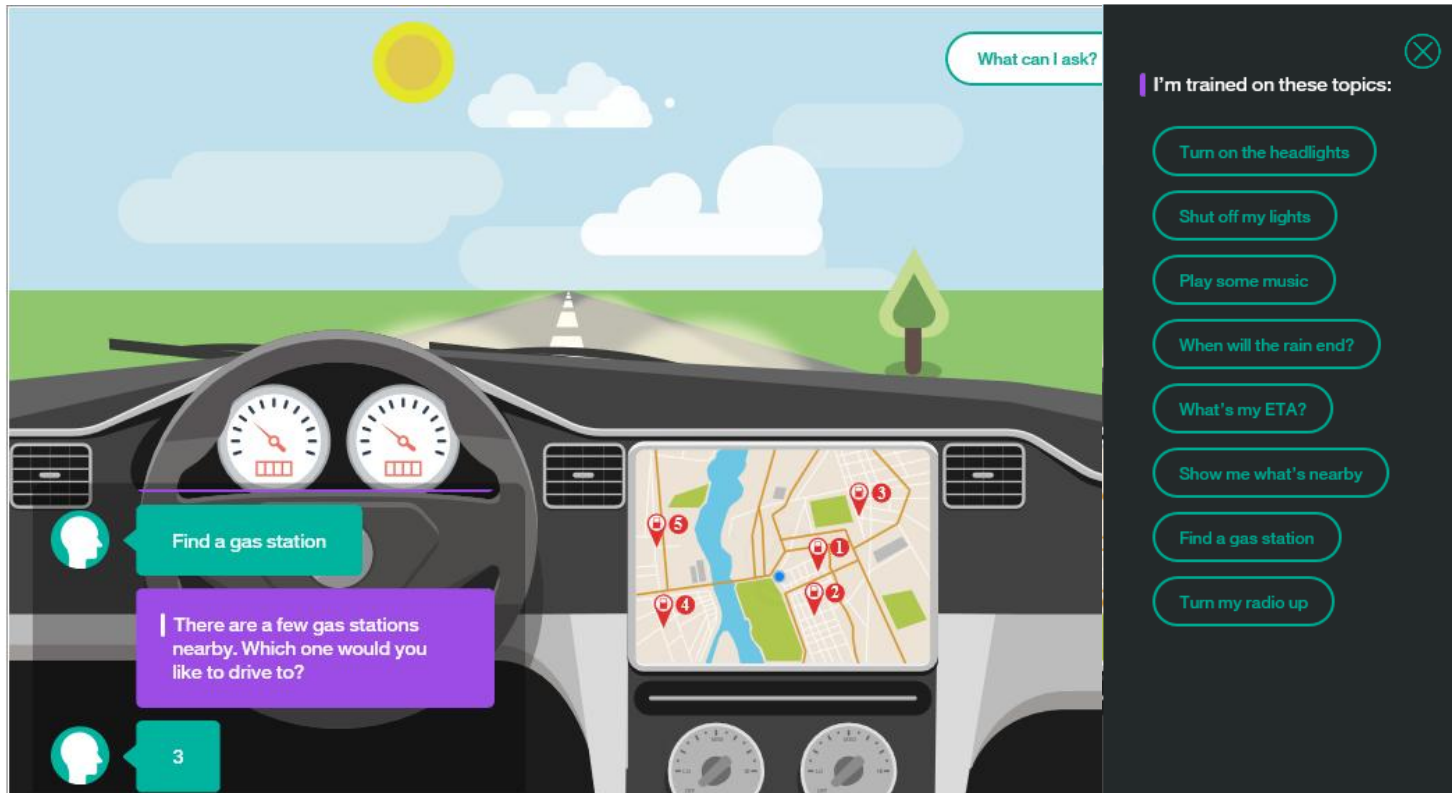 What can I ask?
I'm trained on these topics:
Turn on the headlights
Shut off my lights
Play some music
When will the rain end?
What's my ETA?
Show me what's nearby
Find a gas station
Turn my radio up
3
5
1
2
4
Find a gas station
There are a few gas stations
nearby. Which one would you
like to drive to?
3